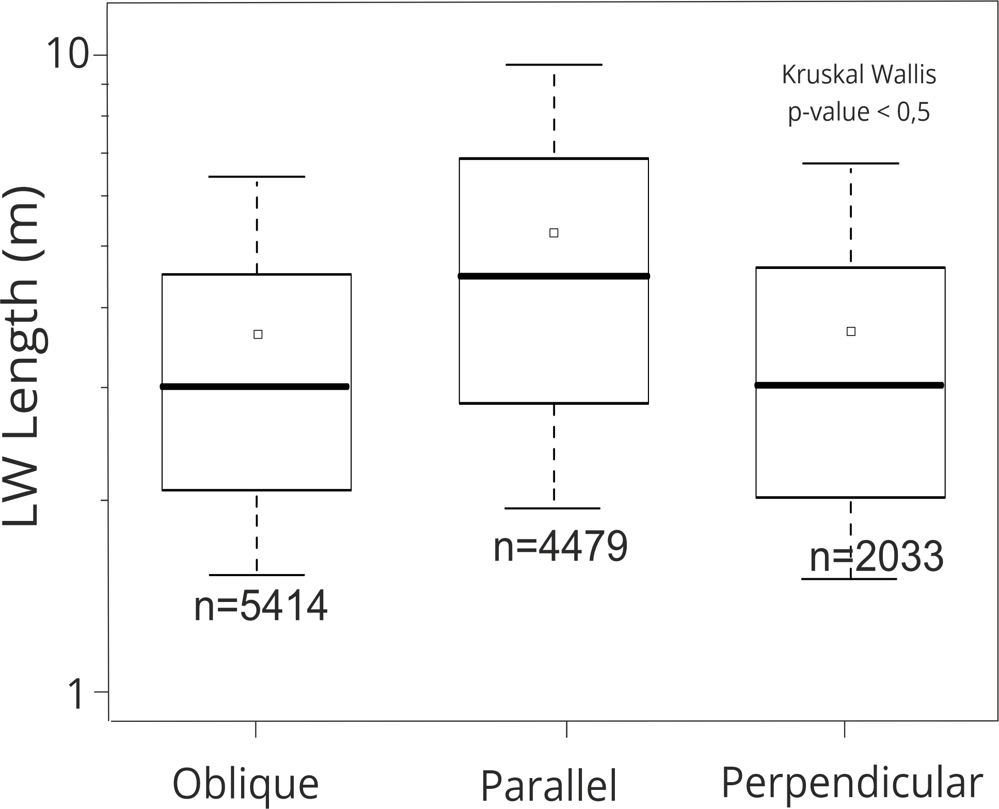 10
Kruskal Wallis
p-value < 0,5
LW Length (m)
n=4479
n=2033
n=5414
1
Oblique
Parallel
Perpendicular